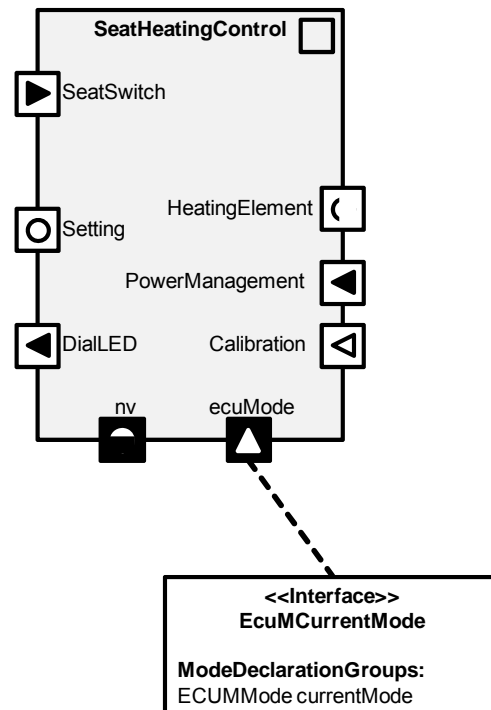 SeatHeatingControl
SeatSwitch
HeatingElement
Setting
PowerManagement
DialLED
Calibration
nv
ecuMode
<<Interface>>
EcuMCurrentMode
ModeDeclarationGroups:
ECUMMode currentMode